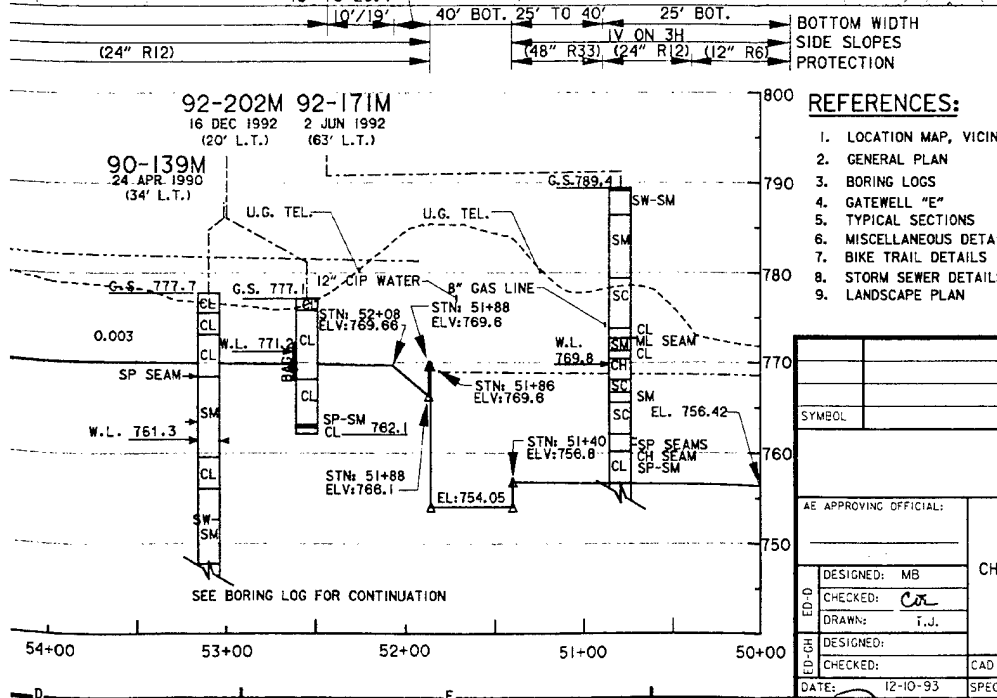 10'/19'
40' BOT. 25' TO 40'
25' BOT.
BOTTOM WIDTH
1V ON 3H
SIDE SLOPES
(24" R12)
(48" R33) (24" R12) (12" R6)
PROTECTION
92-202M 92-171M
16 DEC 1992
2 JUN 1992
(20' L.T.)
(63' L.T.)
90-139M
24 APR 1990
(34' L.T.)
800
790
780
770
760
750
G.S. 789.4
SW-SM
SM
SC
CL
ML SEAM
SM
CL
CH
SC
SM
SC
SP SEAMS
CH SEAM
CL
SP-SM
U.G. TEL.
U.G. TEL.
12" CIP WATER
8" GAS LINE
G.S. 777.7
G.S. 777.1
CL
CL
CL
SP SEAM
SM
CL
SW-SM
CL
CL
CL
SP-SM
CL
762.1
BAG
STN: 52+08
ELV:769.66
STN: 51+88
ELV:769.6
0.003
W.L. 771.2
W.L.
769.8
STN: 51+86
ELV:769.6
W.L. 761.3
STN: 51+88
ELV:766.1
STN: 51+40
ELV:756.8
EL. 756.42
EL:754.05
SEE BORING LOG FOR CONTINUATION
54+00
53+00
52+00
51+00
50+00
D
REFERENCES:
1. LOCATION MAP, VICIN
2. GENERAL PLAN
3. BORING LOGS
4. GATEWELL "E"
5. TYPICAL SECTIONS
6. MISCELLANEOUS DETA
7. BIKE TRAIL DETAILS
8. STORM SEWER DETAILS
9. LANDSCAPE PLAN
SYMBOL
AE APPROVING OFFICIAL:
CH
ED-D
DESIGNED: MB
CHECKED:
DRAWN: T.J.
ED-GH
DESIGNED:
CHECKED:
CAD
DATE: 12-10-93
SPEC